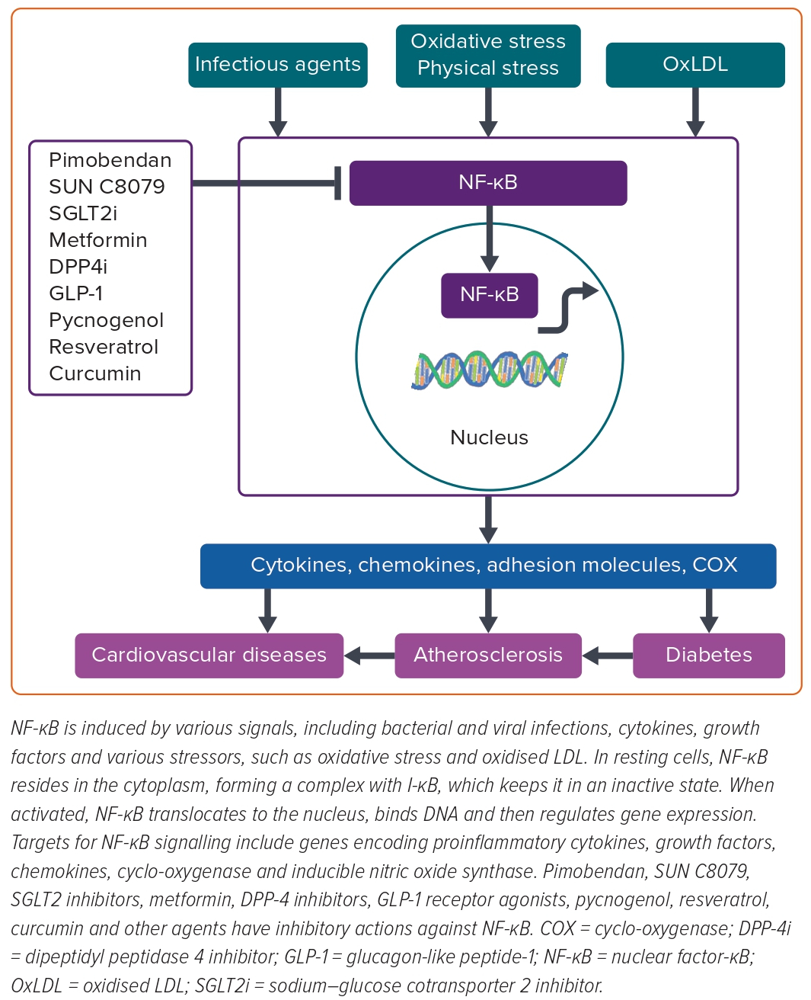 Infectious agents
Oxidative stress
Physical stress
OxLDL
Pimobendan
SUN C8079
SGLT2i
Metformin
DPP4i
GLP-1
Pycnogenol
Resveratrol
Curcumin
NF-κB
NF-κB
Nucleus
Cytokines, chemokines, adhesion molecules, COX
Cardiovascular diseases
Atherosclerosis
Diabetes
NF-κB is induced by various signals, including bacterial and viral infections, cytokines, growth
factors and various stressors, such as oxidative stress and oxidised LDL. In resting cells, NF-κB
resides in the cytoplasm, forming a complex with I-κB, which keeps it in an inactive state. When
activated, NF-κB translocates to the nucleus, binds DNA and then regulates gene expression.
Targets for NF-κB signalling include genes encoding proinflammatory cytokines, growth factors,
chemokines, cyclo-oxygenase and inducible nitric oxide synthase. Pimobendan, SUN C8079,
SGLT2 inhibitors, metformin, DPP-4 inhibitors, GLP-1 receptor agonists, pycnogenol, resveratrol,
curcumin and other agents have inhibitory actions against NF-κB. COX = cyclo-oxygenase; DPP-4i
= dipeptidyl peptidase 4 inhibitor; GLP-1 = glucagon-like peptide-1; NF-κB = nuclear factor-κB;
OxLDL = oxidised LDL; SGLT2i = sodium–glucose cotransporter 2 inhibitor.